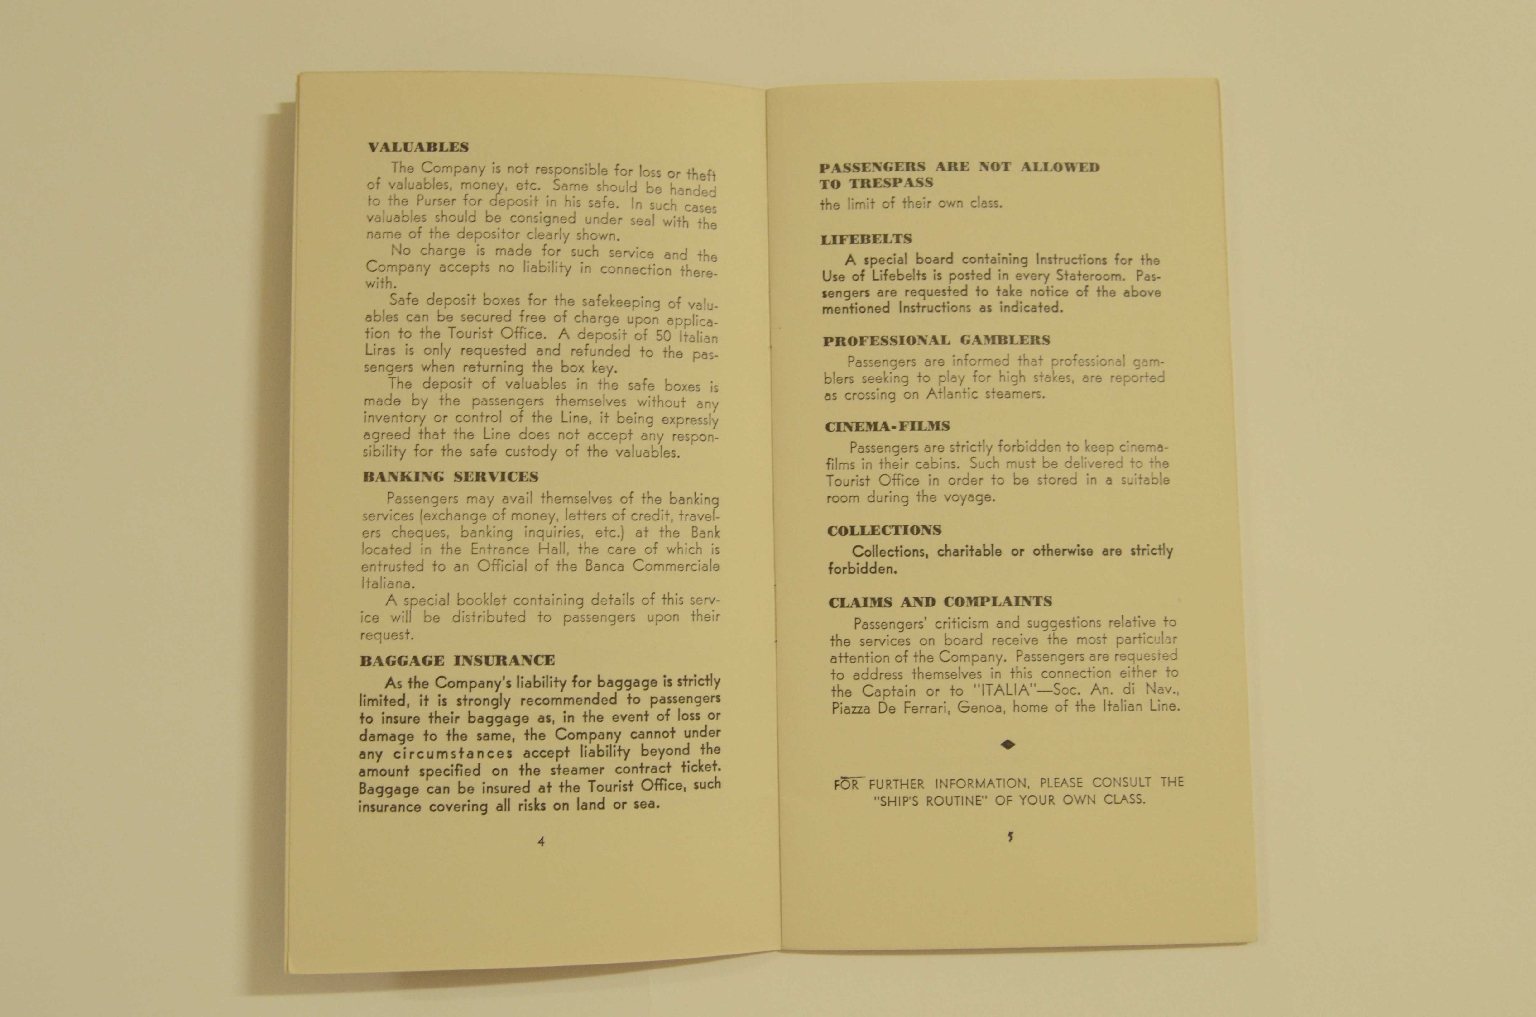 VALUABLES
The Company is not responsible for loss or theft
of valuables, money, etc. Same should be handed
to the Purser for deposit in his safe. In such cases
valuables should be consigned under seal with the
name of the depositor clearly shown.
No charge is made for such service and the
Company accepts no liability in connection there-
with.
Safe deposit boxes for the safekeeping of valu-
ables can be secured free of charge upon applica-
tion to the Tourist Office. A deposit of 50 Italian
Liras is only requested and refunded to the pas-
sengers when returning the box key.
The deposit of valuables in the safe boxes is
made by the passengers themselves without any
inventory or control of the Line, it being expressly
agreed that the Line does not accept any respon-
sibility for the safe custody of the valuables.
BANKING SERVICES
Passengers may avail themselves of the banking
services (exchange of money, letters of credit, travel-
ers cheques, banking inquiries, etc.) at the Bank
located in the Entrance Hall, the care of which is
entrusted to an Official of the Banca Commerciale
Italiana.
A special booklet containing details of this serv-
ice will be distributed to passengers upon their
request.
BAGGAGE INSURANCE
As the Company's liability for baggage is strictly
limited, it is strongly recommended to passengers
to insure their baggage as, in the event of loss or
damage to the same, the Company cannot under
any circumstances accept liability beyond the
amount specified on the steamer contract ticket.
Baggage can be insured at the Tourist Office, such
insurance covering all risks on land or sea.
4
PASSENGERS ARE NOT ALLOWED
TO TRESPASS
the limit of their own class.
LIFEBELTS
A special board containing Instructions for the
Use of Lifebelts is posted in every Stateroom. Pas-
sengers are requested to take notice of the above
mentioned Instructions as indicated.
PROFESSIONAL GAMBLERS
Passengers are informed that professional gam-
blers seeking to play for high stakes, are reported
as crossing on Atlantic steamers.
CINEMA-FILMS
Passengers are strictly forbidden to keep cinema-
films in their cabins. Such must be delivered to the
Tourist Office in order to be stored in a suitable
room during the voyage.
COLLECTIONS
Collections, charitable or otherwise are strictly
forbidden.
CLAIMS AND COMPLAINTS
Passengers' criticism and suggestions relative to
the services on board receive the most particular
attention of the Company. Passengers are requested
to address themselves in this connection either to
the Captain or to "ITALIA"—Soc. An. di Nav.,
Piazza De Ferrari, Genoa, home of the Italian Line.
FOR FURTHER INFORMATION, PLEASE CONSULT THE
"SHIP'S ROUTINE" OF YOUR OWN CLASS.
5